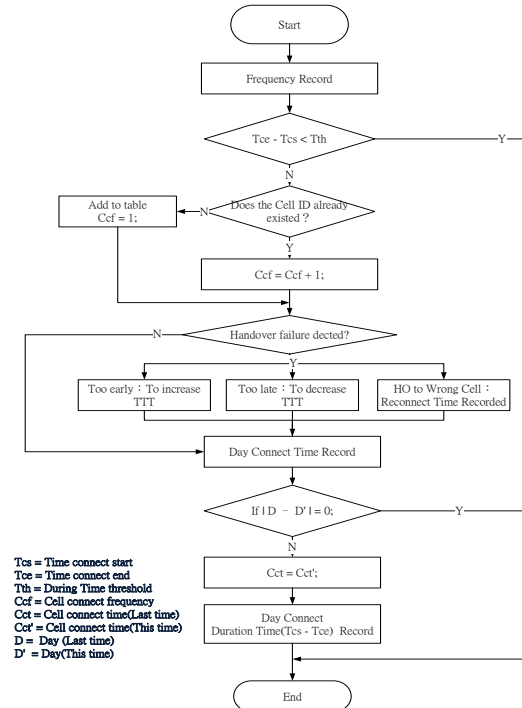 Start
Frequency Record
Tce - Tcs < Tth
Y
N
Does the Cell ID already
existed ?
N
Add to table
Ccf = 1;
Y
Ccf = Ccf + 1;
Handover failure dected?
N
Y
Too early : To increase
TTT
Too late : To decrease
TTT
HO to Wrong Cell :
Reconnect Time Recorded
Day Connect Time Record
If | D - D' | = 0;
Y
N
Cct = Cct';
Day Connect
Duration Time(Tcs - Tce) Record
End
Tcs = Time connect start
Tce = Time connect end
Tth = During Time threshold
Ccf = Cell connect frequency
Cct = Cell connect time(Last time)
Cct' = Cell connect time(This time)
D = Day (Last time)
D' = Day(This time)